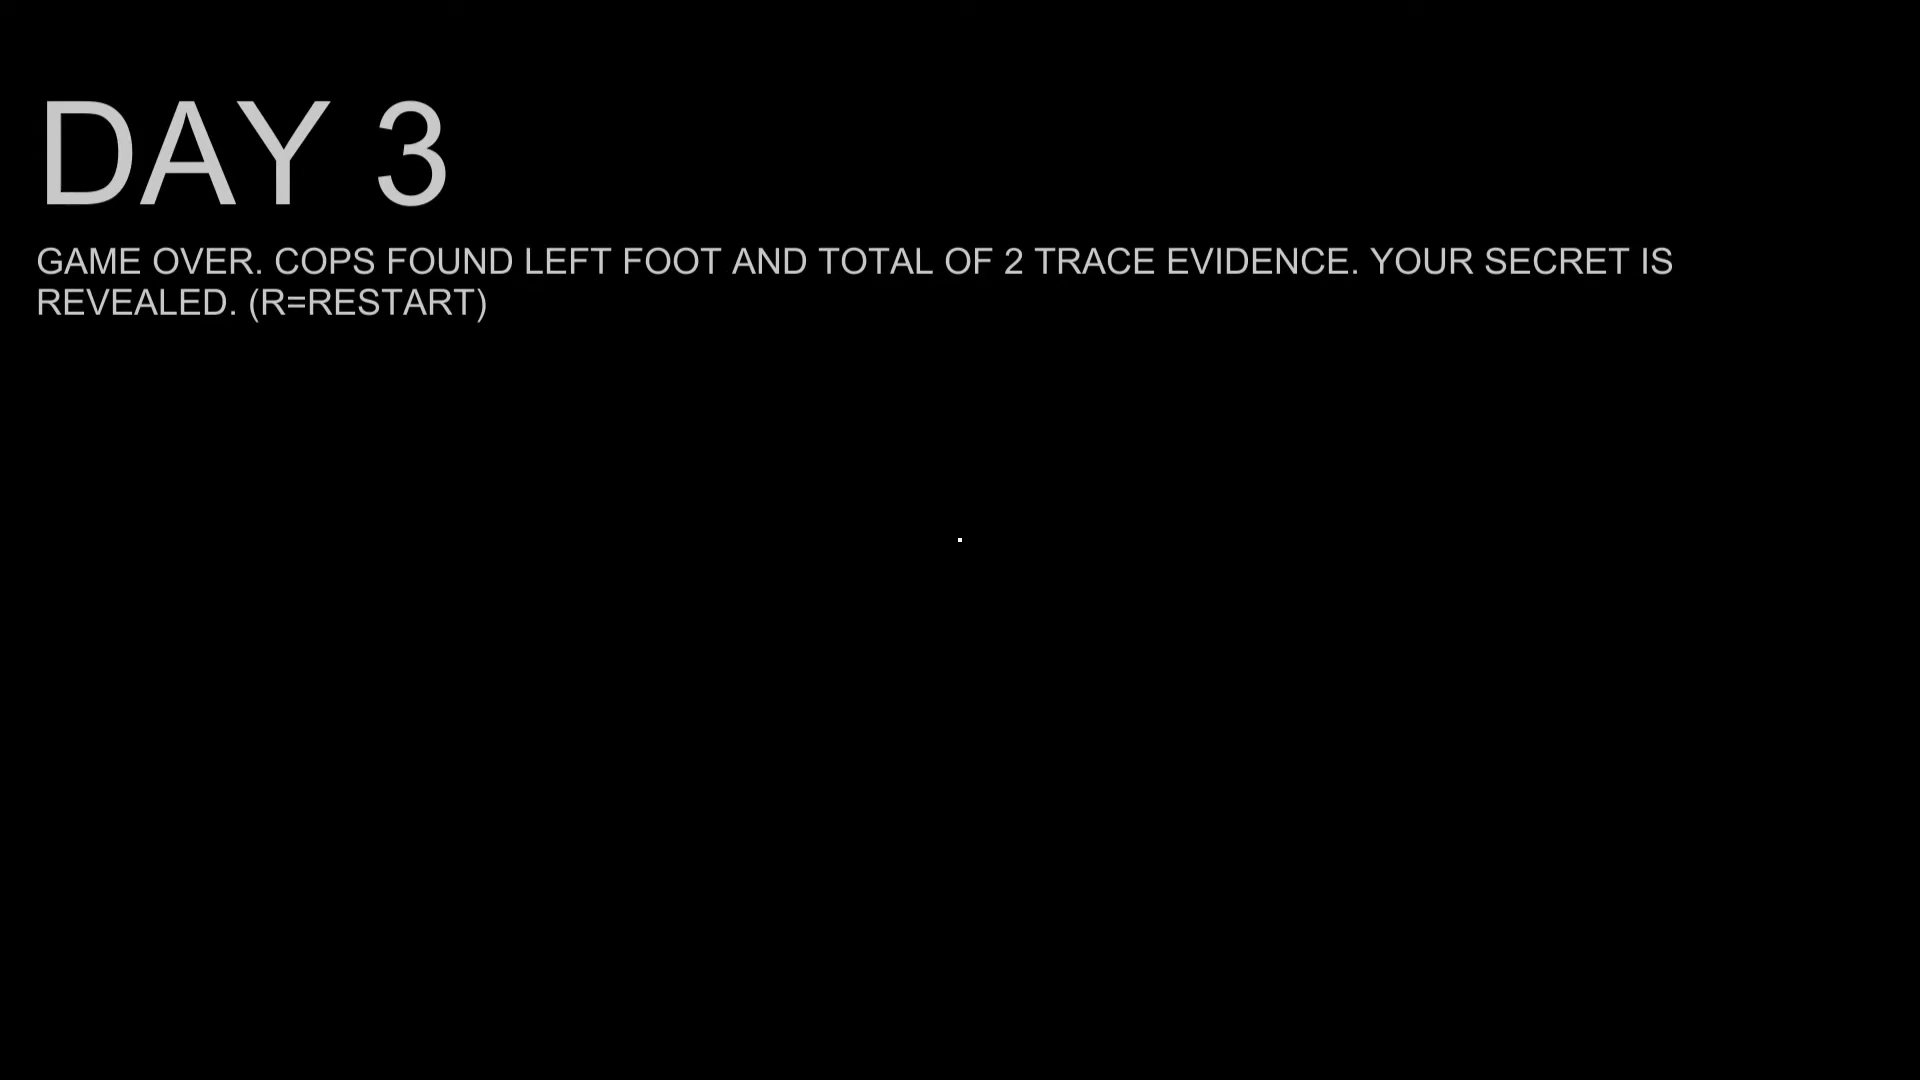 DAY 3
GAME OVER. COPS FOUND LEFT FOOT AND TOTAL OF 2 TRACE EVIDENCE. YOUR SECRET IS
REVEALED. (R=RESTART)